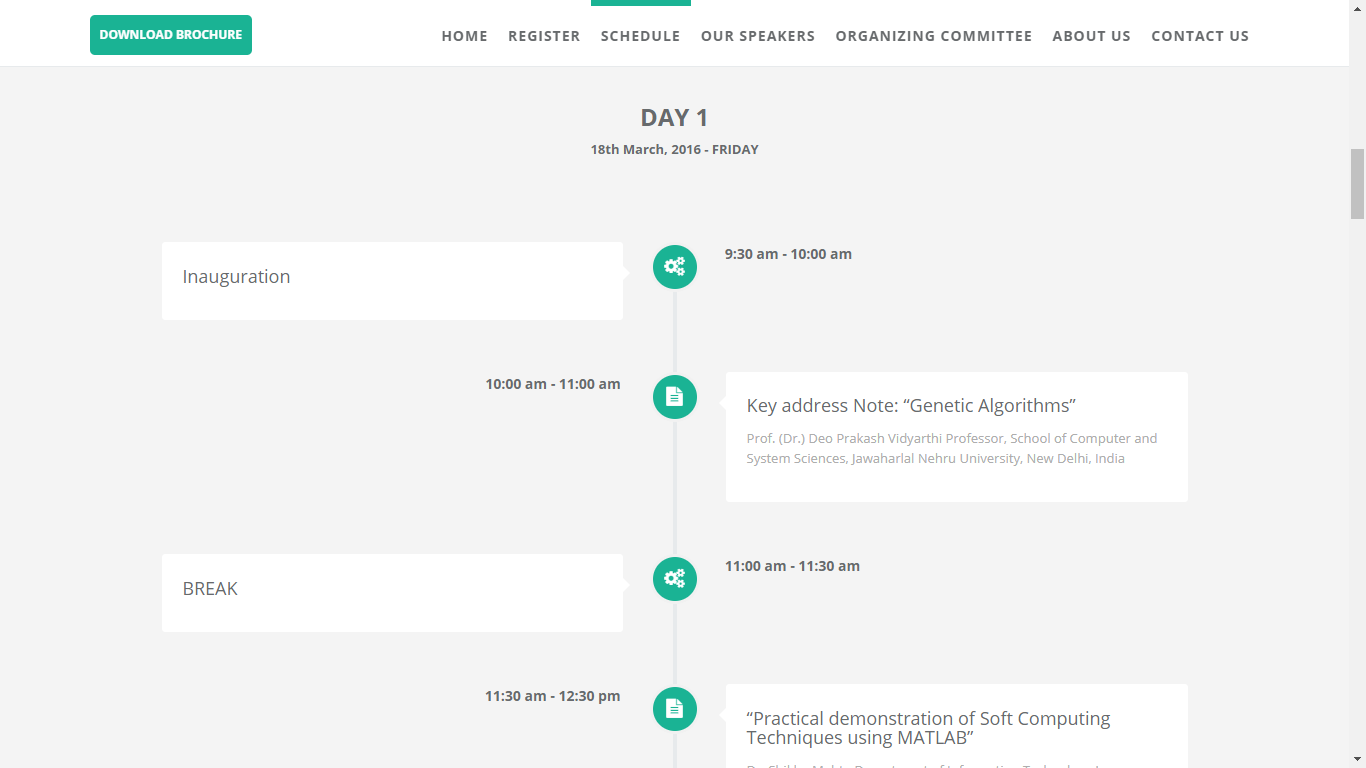 DOWNLOAD BROCHURE
HOME REGISTER SCHEDULE OUR SPEAKERS ORGANIZING COMMITTEE ABOUT US CONTACT US
DAY 1
18th March, 2016 - FRIDAY
Inauguration
9:30 am - 10:00 am
10:00 am - 11:00 am
Key address Note: “Genetic Algorithms”
Prof. (Dr.) Deo Prakash Vidyarthi Professor, School of Computer and
System Sciences, Jawaharlal Nehru University, New Delhi, India
BREAK
11:00 am - 11:30 am
11:30 am - 12:30 pm
“Practical demonstration of Soft Computing
Techniques using MATLAB”